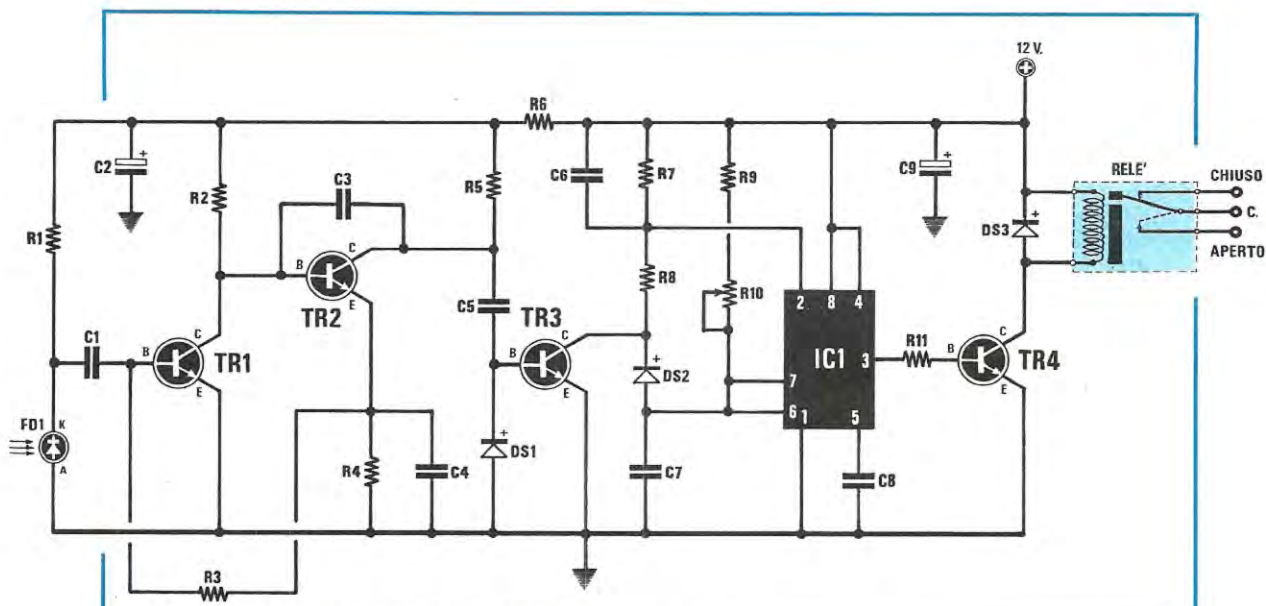 12 V.
R6
C2
+
R2
C3
R5
C6
R7
R9
C9
+
RELE'
CHIUSO
C.
APERTO
DS3
+
R1
B
C
E
TR2
C5
TR3
R8
R10
2
8
4
C1
B
C
E
TR1
B
C
E
DS2
+
7
IC1
3
R11
B
C
E
TR4
6
1
5
FD1
K
A
R4
C4
DS1
+
C7
C8
R3